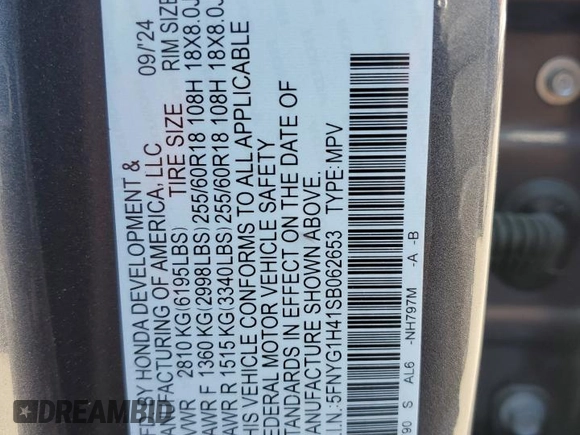 BY HONDA DEVELOPMENT & 09/'24
MANUFACTURING OF AMERICA, LLC
TIRE SIZE RIM SIZE
GVWR 2810 KG(6195LBS)
GAWR F 1360 KG(2998LBS) 255/60R18 108H 18X8.0J
GAWR R 1515 KG(3340LBS) 255/60R18 108H 18X8.0J
THIS VEHICLE CONFORMS TO ALL APPLICABLE
FEDERAL MOTOR VEHICLE SAFETY
STANDARDS IN EFFECT ON THE DATE OF
MANUFACTURE SHOWN ABOVE.
V.I.N.:5FNYG1H41SB062653 TYPE:MPV
90 S AL6 -NH797M -A -B
FREE
AutoBidCar